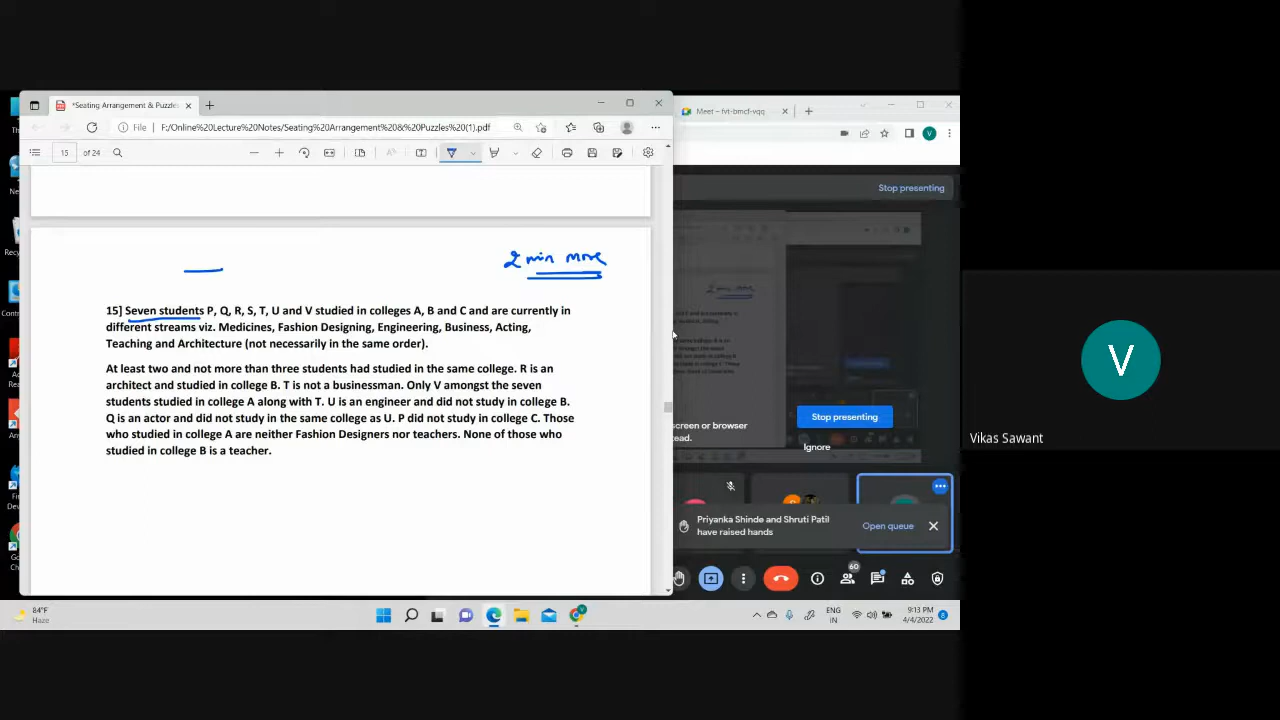 *Seating Arrangement & Puzzles
Meet – fvt-bmcf-vqq
File
F:/Online%20Lecture%20Notes/Seating%20Arrangement%20&%20Puzzles%20(1).pdf
V
15
of 24
Stop presenting
2 min more
15] Seven students P, Q, R, S, T, U and V studied in colleges A, B and C and are currently in
different streams viz. Medicines, Fashion Designing, Engineering, Business, Acting,
Teaching and Architecture (not necessarily in the same order).
At least two and not more than three students had studied in the same college. R is an
architect and studied in college B. T is not a businessman. Only V amongst the seven
students studied in college A along with T. U is an engineer and did not study in college B.
Q is an actor and did not study in the same college as U. P did not study in college C. Those
who studied in college A are neither Fashion Designers nor teachers. None of those who
studied in college B is a teacher.
Stop presenting
screen or browser
Ignore
V
Vikas Sawant
Priyanka Shinde and Shruti Patil
have raised hands
Open queue
60
84°F
Haze
ENG
IN
9:13 PM
4/4/2022
8